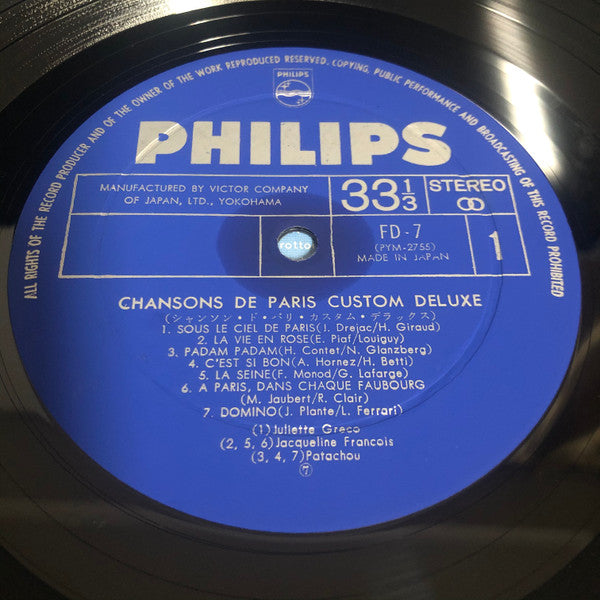 ALL RIGHTS OF THE RECORD PRODUCER AND OF THE OWNER OF THE WORK REPRODUCED RESERVED. COPYING, PUBLIC PERFORMANCE AND BROADCASTING OF THIS RECORD PROHIBITED
PHILIPS
PHILIPS
MANUFACTURED BY VICTOR COMPANY
OF JAPAN, LTD., YOKOHAMA
33 1/3
STEREO
FD-7
(PYM-2755)
MADE IN JAPAN
1
rotto
CHANSONS DE PARIS CUSTOM DELUXE
(シャンソン・ド・パリ・カスタム・デラックス)
1. SOUS LE CIEL DE PARIS(J. Drejac/H. Giraud)
2. LA VIE EN ROSE(E. Piaf/Louiguy)
3. PADAM PADAM(H. Contet/N. Glanzberg)
4. C'EST SI BON(A. Hornez/H. Betti)
5. LA SEINE(F. Monod/G. Lafarge)
6. A PARIS, DANS CHAQUE FAUBOURG
(M. Jaubert/R. Clair)
7. DOMINO(J. Plante/L. Ferrari)
(1)Juliette Greco
(2, 5, 6)Jacqueline Francois
(3, 4, 7)Patachou
⑦